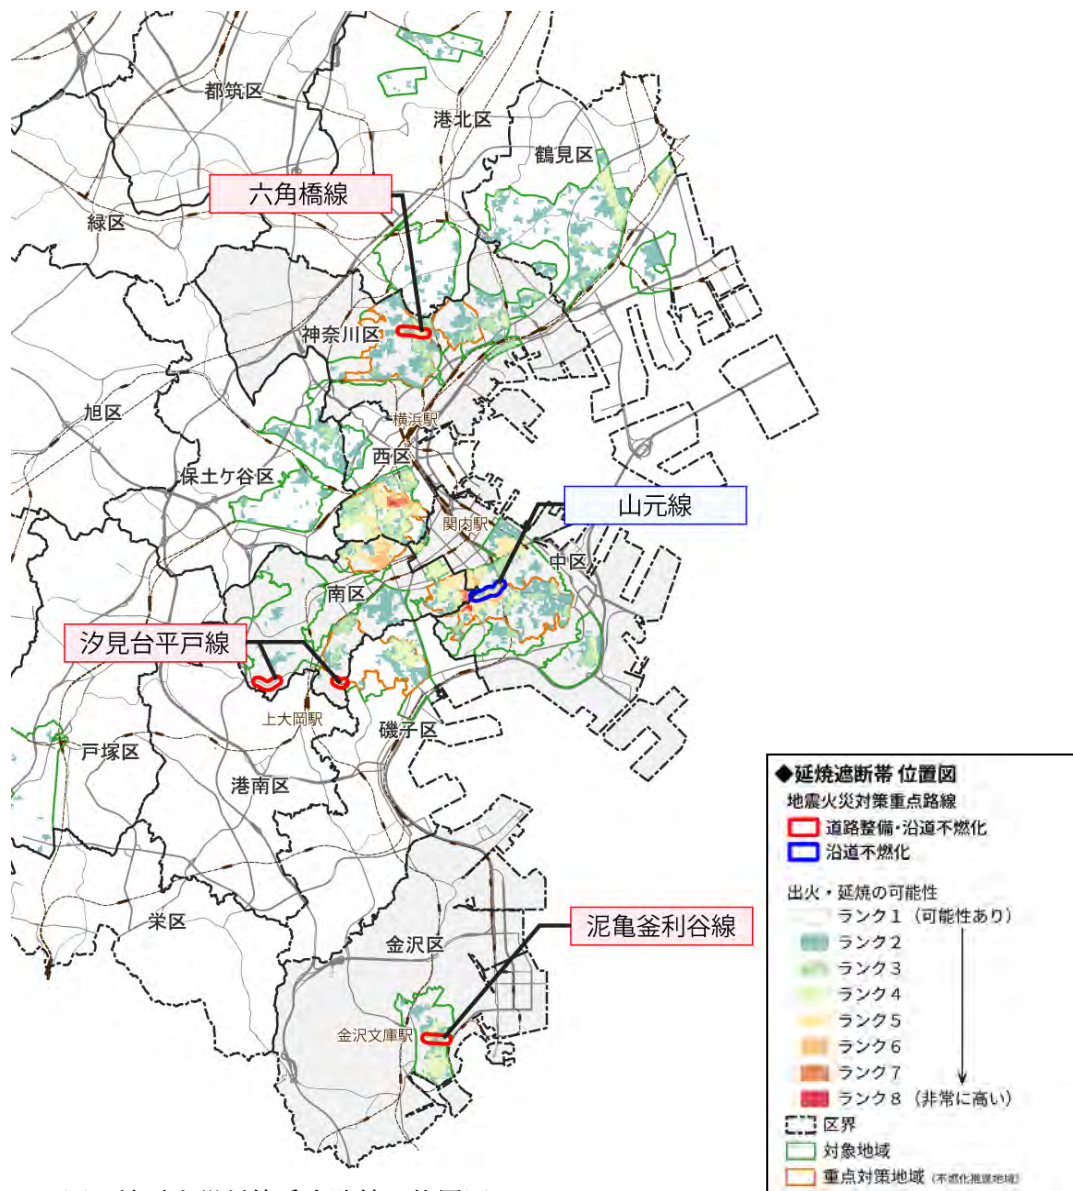 都筑区
港北区
鶴見区
六角橋線
緑区
神奈川区
旭区
横浜駅
西区
保土ケ谷区
山元線
関内駅
中区
南区
汐見台平戸線
上大岡駅
磯子区
戸塚区
港南区
栄区
金沢区
泥亀釜利谷線
金沢文庫駅
◆延焼遮断帯 位置図
地震火災対策重点路線
道路整備・沿道不燃化
沿道不燃化
出火・延焼の可能性
ランク1（可能性あり）
ランク2
ランク3
ランク4
ランク5
ランク6
ランク7
ランク8（非常に高い）
区界
対象地域
重点対策地域（不燃化推進地域）